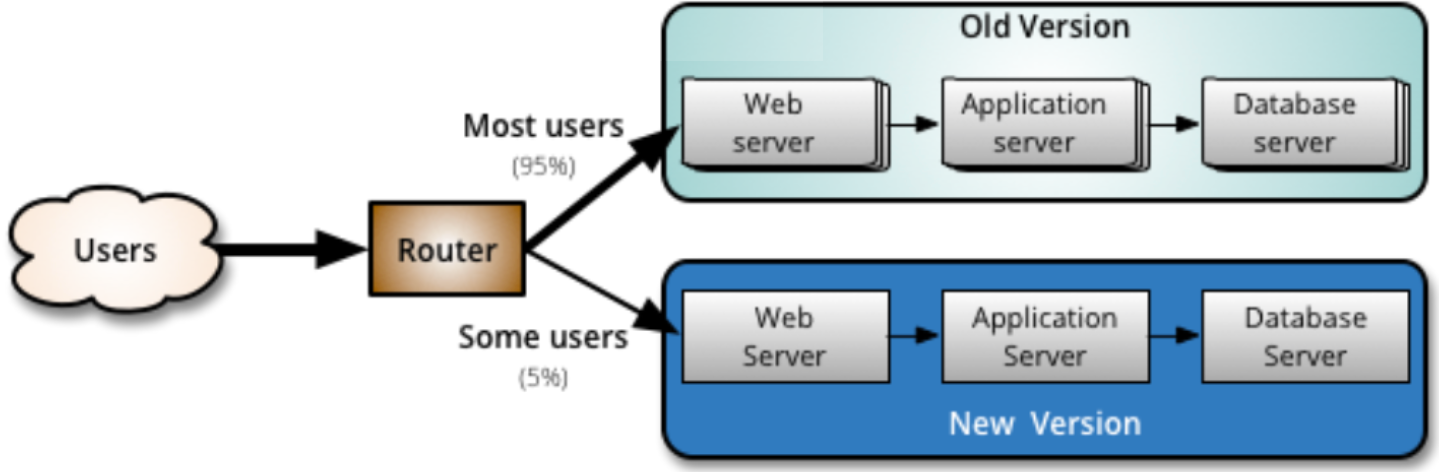 Old Version
Web
server
Application
server
Database
server
Most users
(95%)
Users
Router
Some users
(5%)
Web
Server
Application
Server
Database
Server
New Version